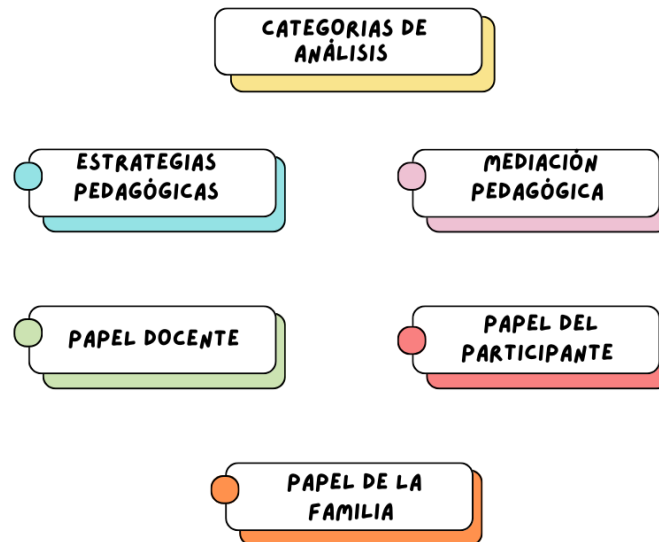 CATEGORIAS DE
ANÁLISIS
ESTRATEGIAS
PEDAGÓGICAS
MEDIACIÓN
PEDAGÓGICA
PAPEL DOCENTE
PAPEL DEL
PARTICIPANTE
PAPEL DE LA
FAMILIA